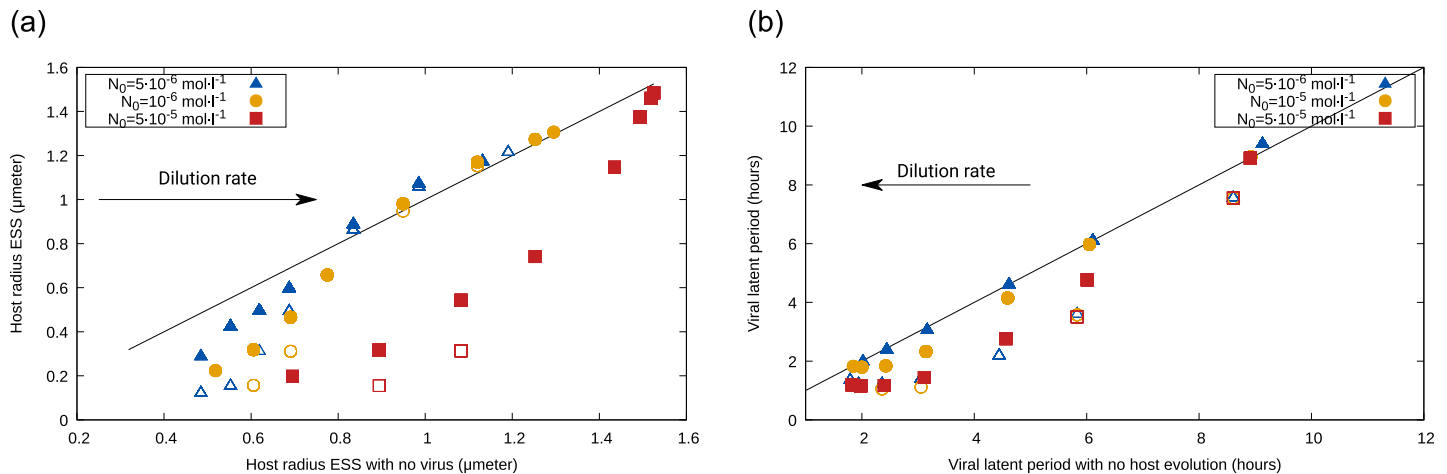 (a)
(b)
1.6
1.4
1.2
1
0.8
0.6
0.4
0.2
0
Host radius ESS (μmeter)
N0=5·10-6 mol·l-1
N0=10-6 mol·l-1
N0=5·10-5 mol·l-1
Dilution rate
0.2 0.4 0.6 0.8 1 1.2 1.4 1.6
Host radius ESS with no virus (μmeter)
12
10
8
6
4
2
0
Viral latent period (hours)
N0=5·10-6 mol·l-1
N0=10-5 mol·l-1
N0=5·10-5 mol·l-1
Dilution rate
2 4 6 8 10 12
Viral latent period with no host evolution (hours)